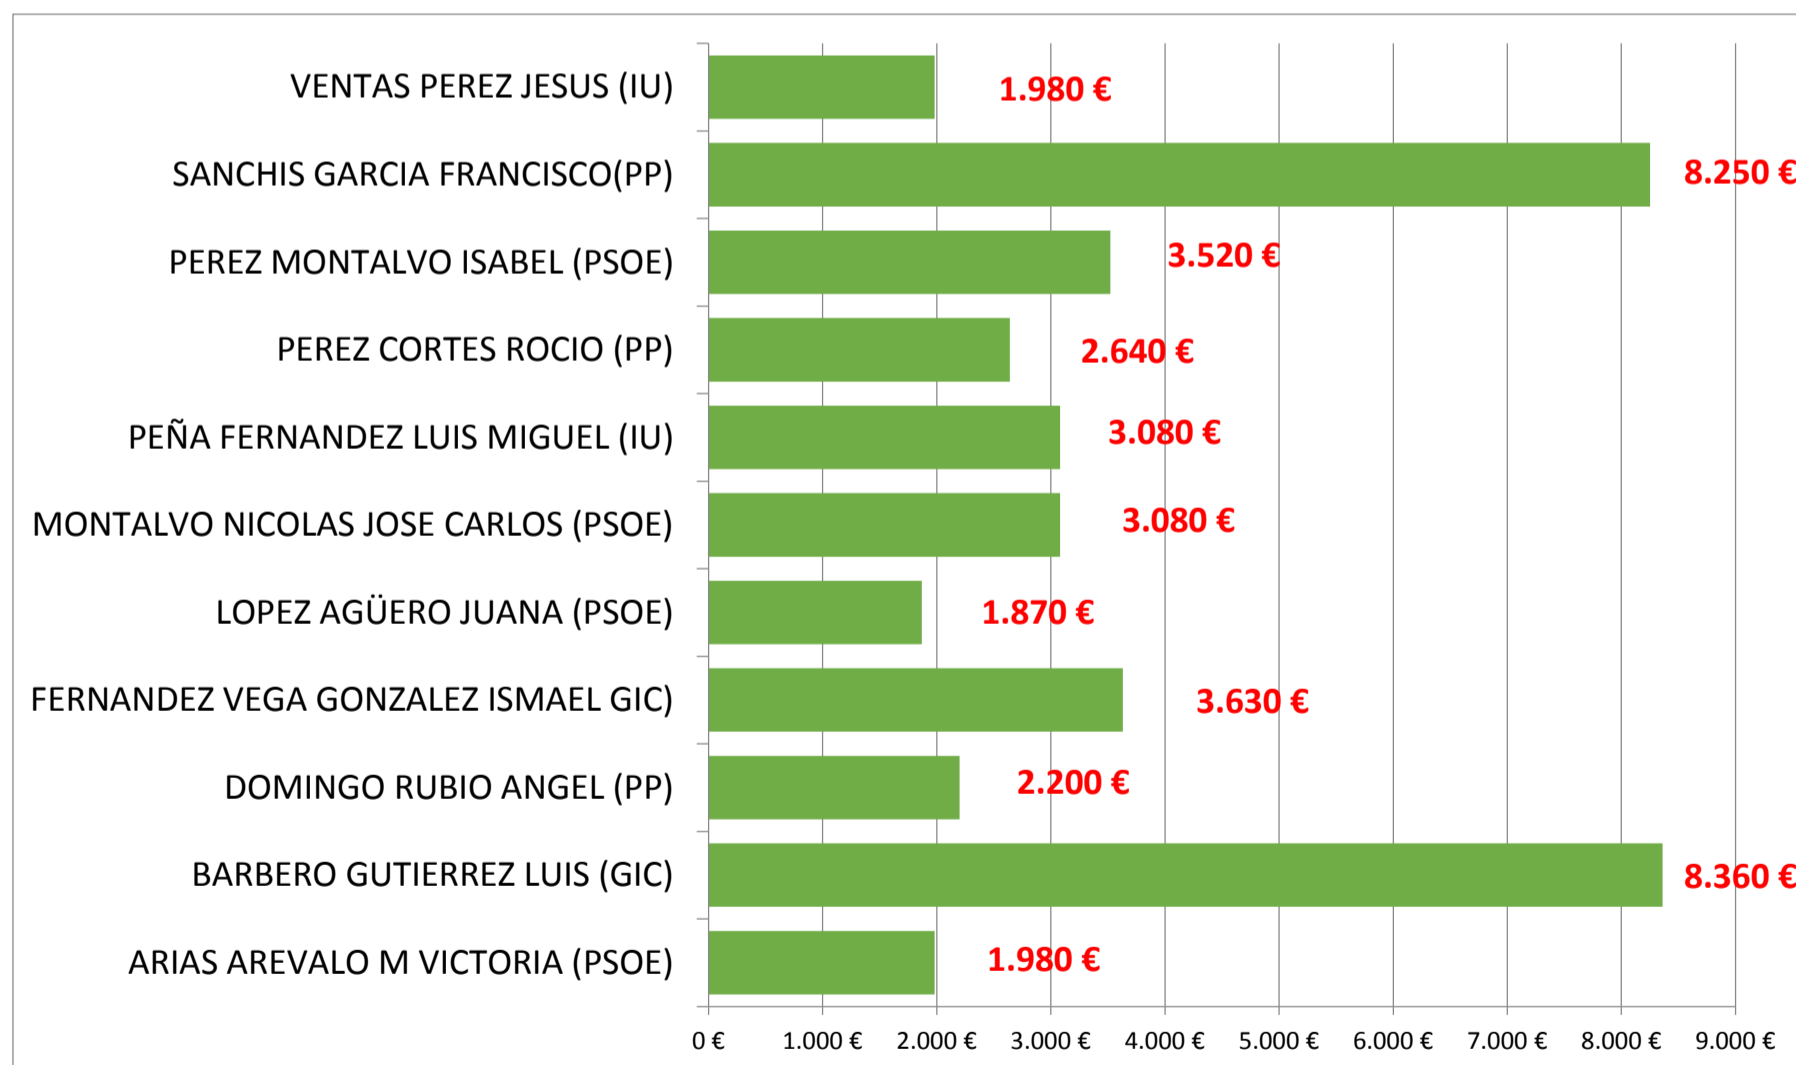 VENTAS PEREZ JESUS (IU) 1.980 €
SANCHIS GARCIA FRANCISCO(PP) 8.250 €
PEREZ MONTALVO ISABEL (PSOE) 3.520 €
PEREZ CORTES ROCIO (PP) 2.640 €
PEÑA FERNANDEZ LUIS MIGUEL (IU) 3.080 €
MONTALVO NICOLAS JOSE CARLOS (PSOE) 3.080 €
LOPEZ AGÜERO JUANA (PSOE) 1.870 €
FERNANDEZ VEGA GONZALEZ ISMAEL GIC) 3.630 €
DOMINGO RUBIO ANGEL (PP) 2.200 €
BARBERO GUTIERREZ LUIS (GIC) 8.360 €
ARIAS AREVALO M VICTORIA (PSOE) 1.980 €
0 € 1.000 € 2.000 € 3.000 € 4.000 € 5.000 € 6.000 € 7.000 € 8.000 € 9.000 €